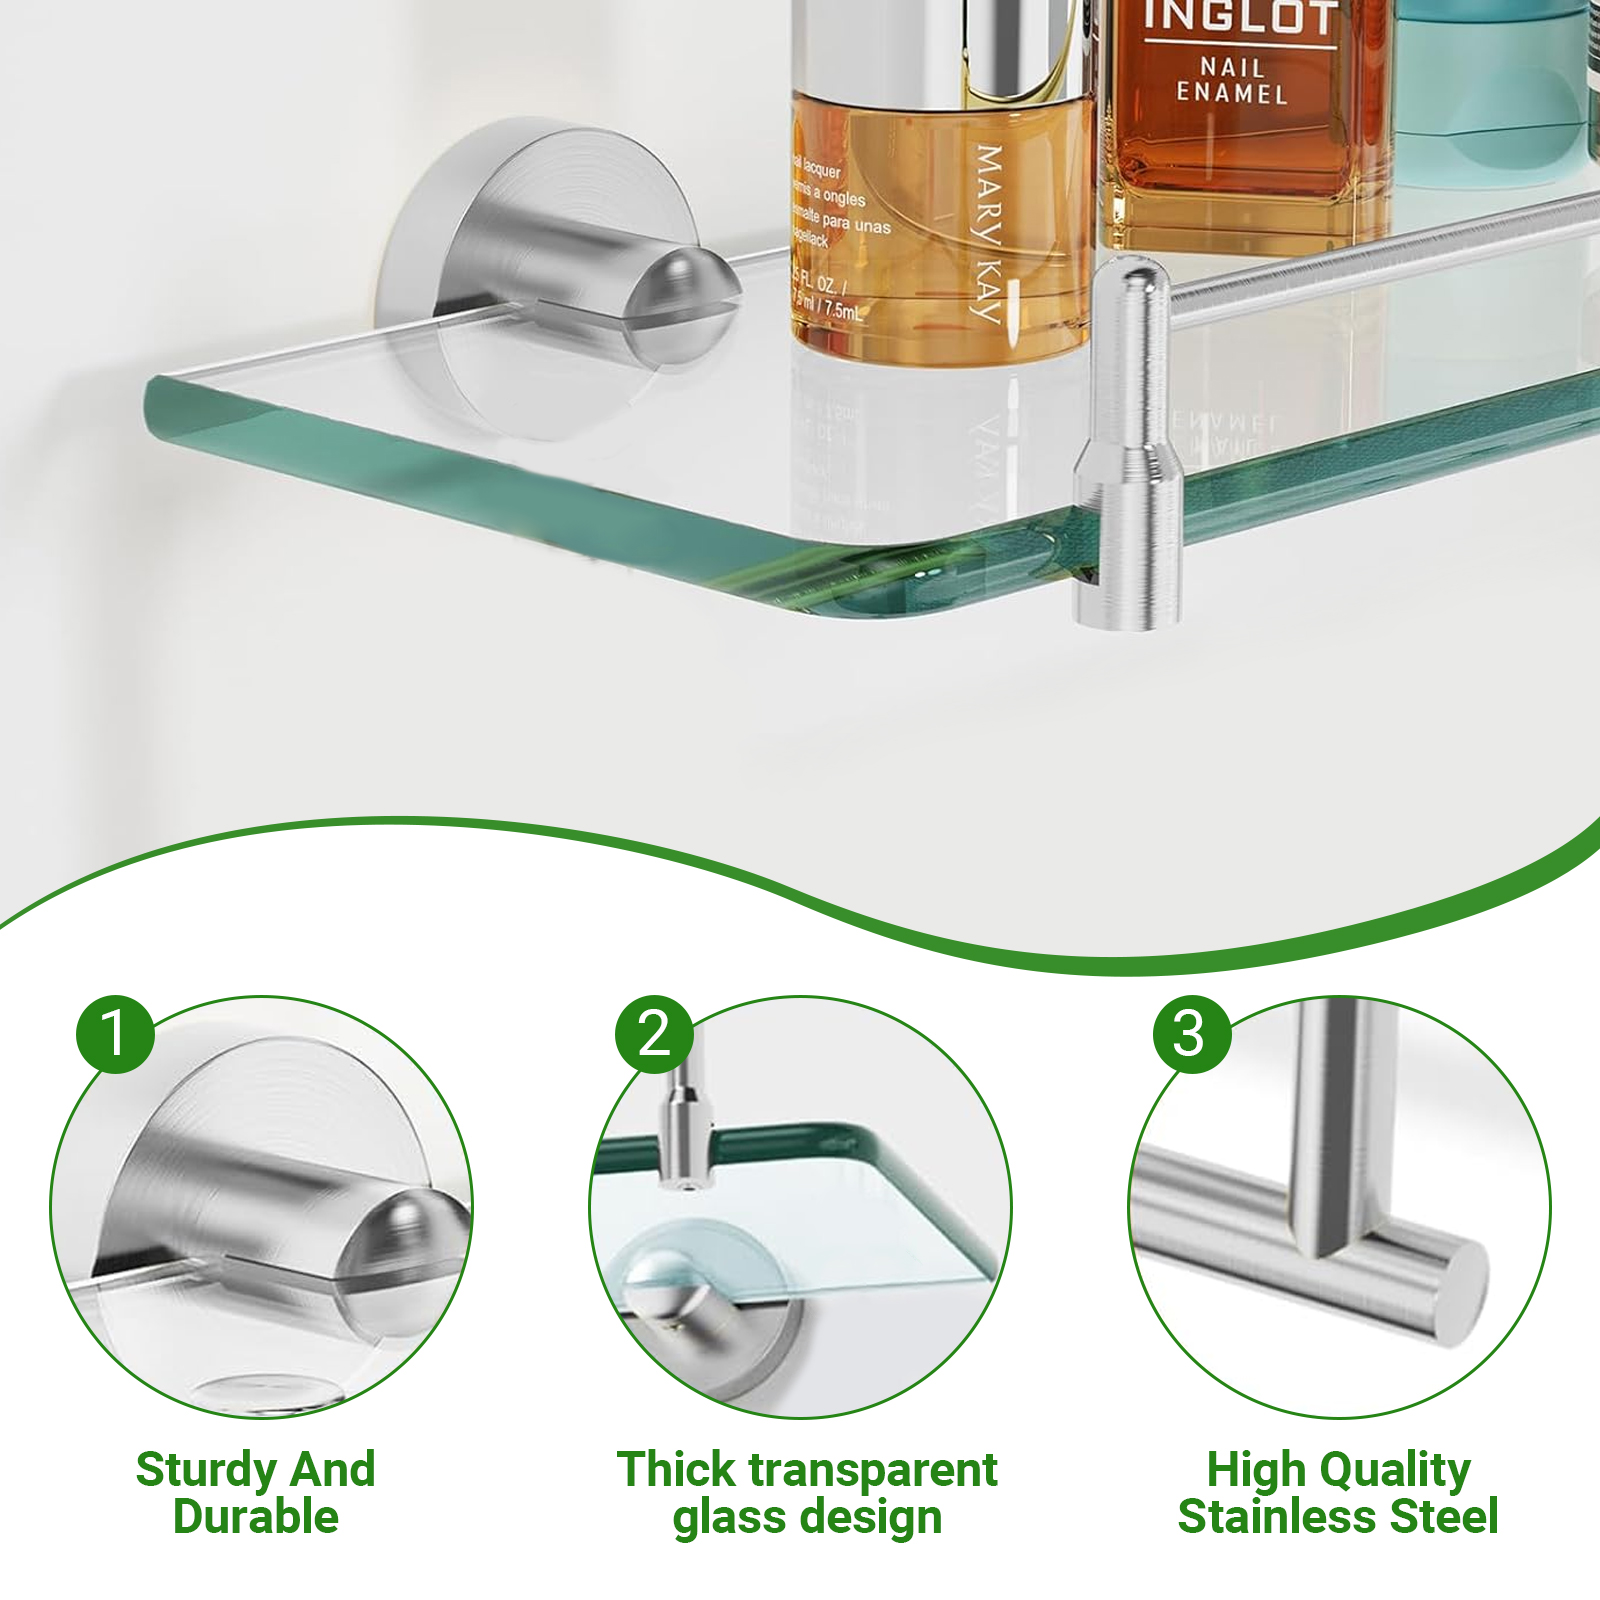 INGLOT
NAIL
ENAMEL
lacquer
a ongles
esmalte para unas
FL. OZ. /
ml / 7.5mL
MARY KAY
1
2
3
Sturdy And
Durable
Thick transparent
glass design
High Quality
Stainless Steel